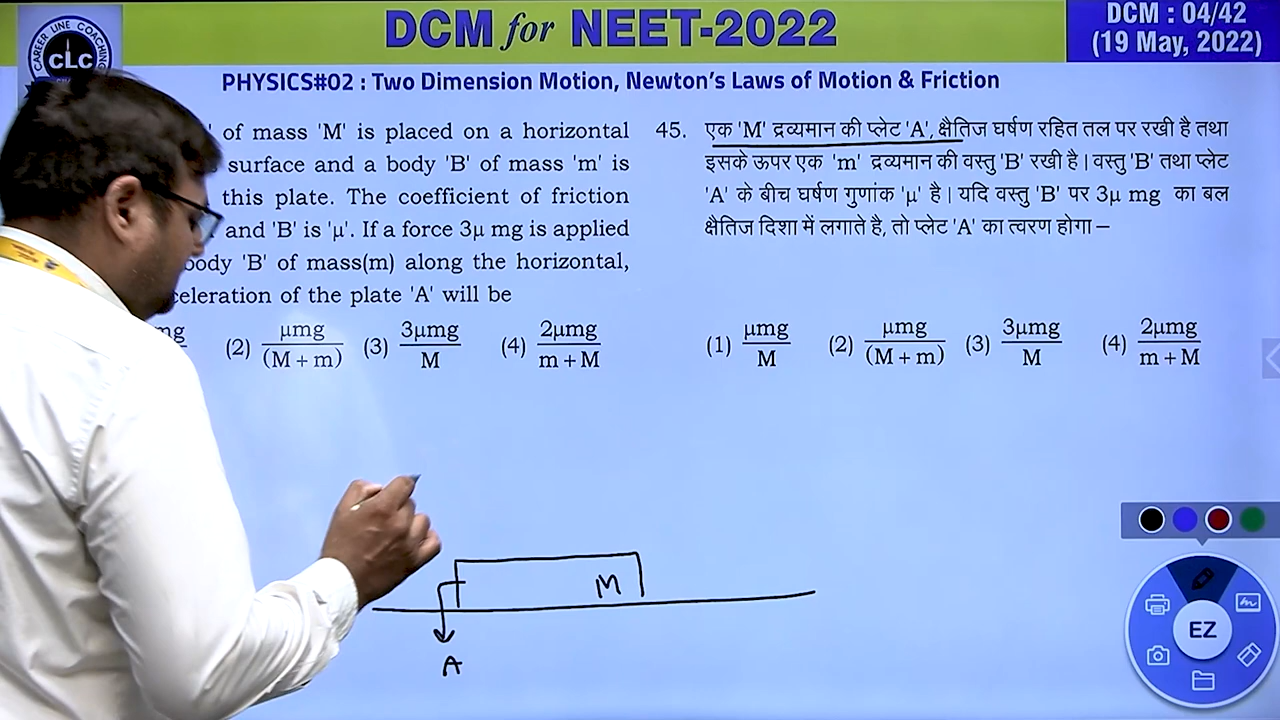 DCM for NEET-2022
DCM : 04/42
(19 May, 2022)
CAREER LINE COACHING
CLC
PHYSICS#02 : Two Dimension Motion, Newton's Laws of Motion & Friction
of mass 'M' is placed on a horizontal
surface and a body 'B' of mass 'm' is
this plate. The coefficient of friction
and 'B' is 'μ'. If a force 3μ mg is applied
body 'B' of mass(m) along the horizontal,
celeration of the plate 'A' will be
mg
(2) μmg/(M + m) (3) 3μmg/M (4) 2μmg/m + M
45. एक 'M' द्रव्यमान की प्लेट 'A', क्षैतिज घर्षण रहित तल पर रखी है तथा
इसके ऊपर एक 'm' द्रव्यमान की वस्तु 'B' रखी है। वस्तु 'B' तथा प्लेट
'A' के बीच घर्षण गुणांक 'μ' है। यदि वस्तु 'B' पर 3μ mg का बल
क्षैतिज दिशा में लगाते है, तो प्लेट 'A' का त्वरण होगा –
(1) μmg/M (2) μmg/(M + m) (3) 3μmg/M (4) 2μmg/m + M
M
A
EZ